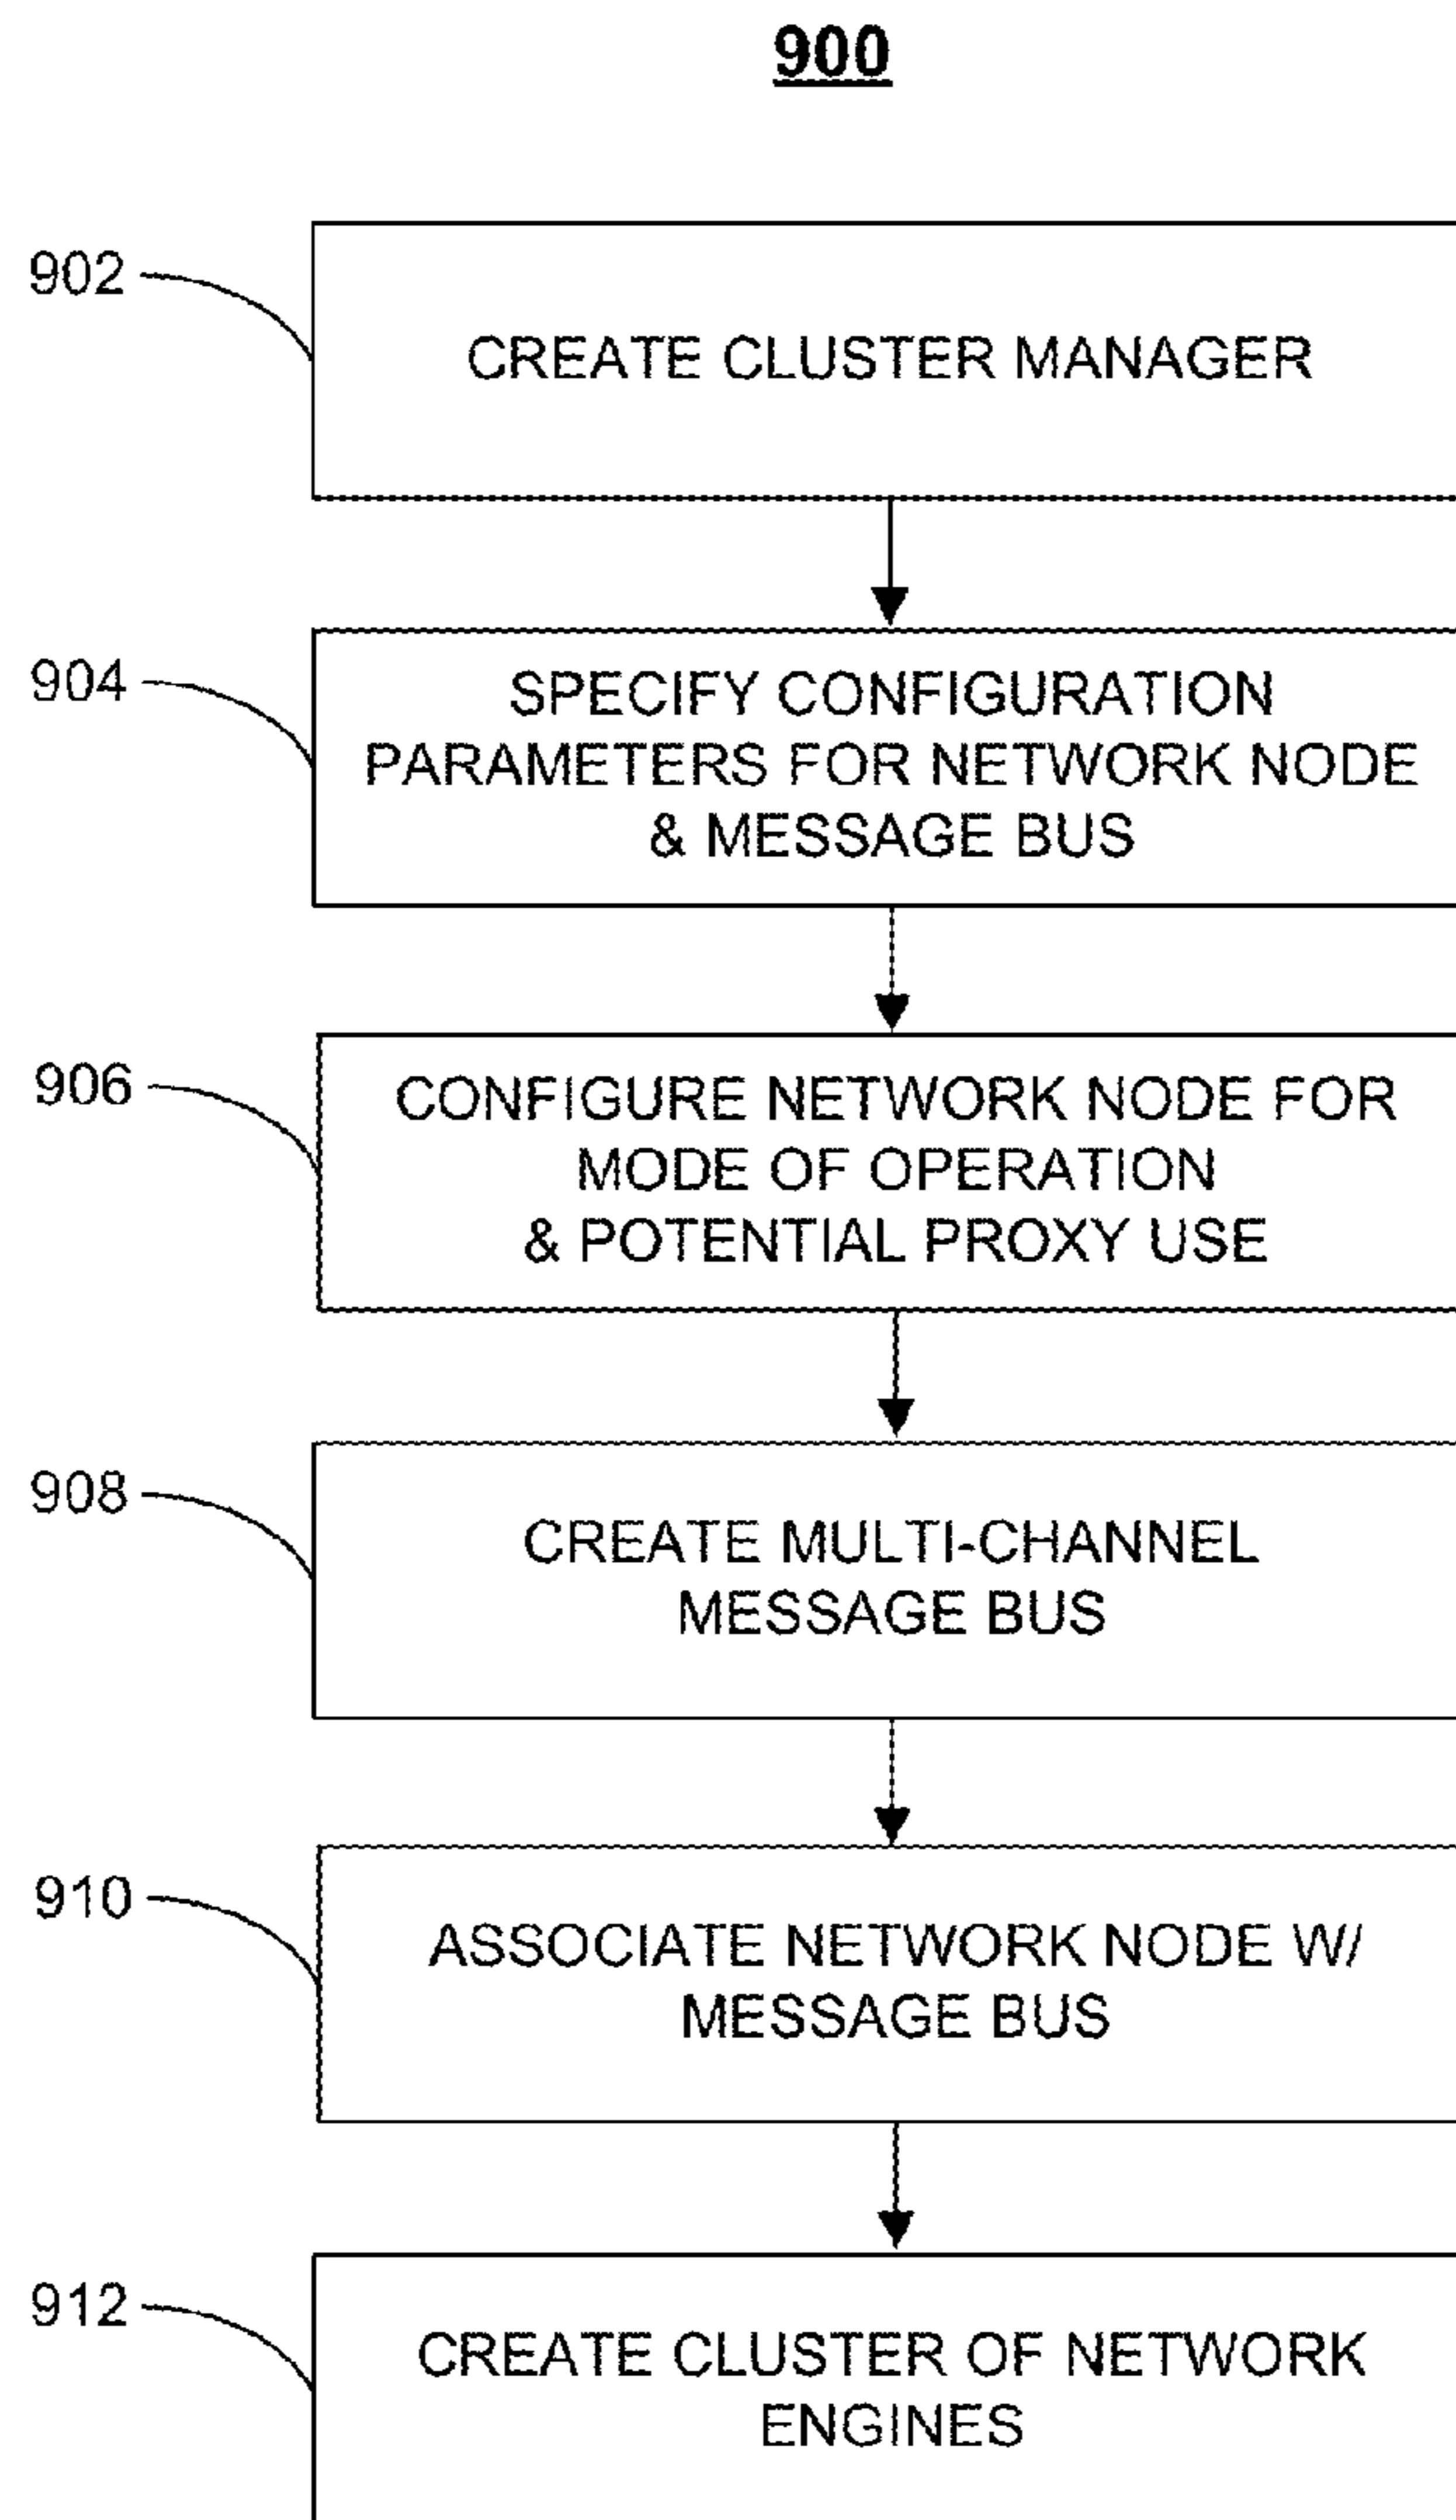 900
902
CREATE CLUSTER MANAGER
904
SPECIFY CONFIGURATION
PARAMETERS FOR NETWORK NODE
& MESSAGE BUS
906
CONFIGURE NETWORK NODE FOR
MODE OF OPERATION
& POTENTIAL PROXY USE
908
CREATE MULTI-CHANNEL
MESSAGE BUS
910
ASSOCIATE NETWORK NODE W/
MESSAGE BUS
912
CREATE CLUSTER OF NETWORK
ENGINES